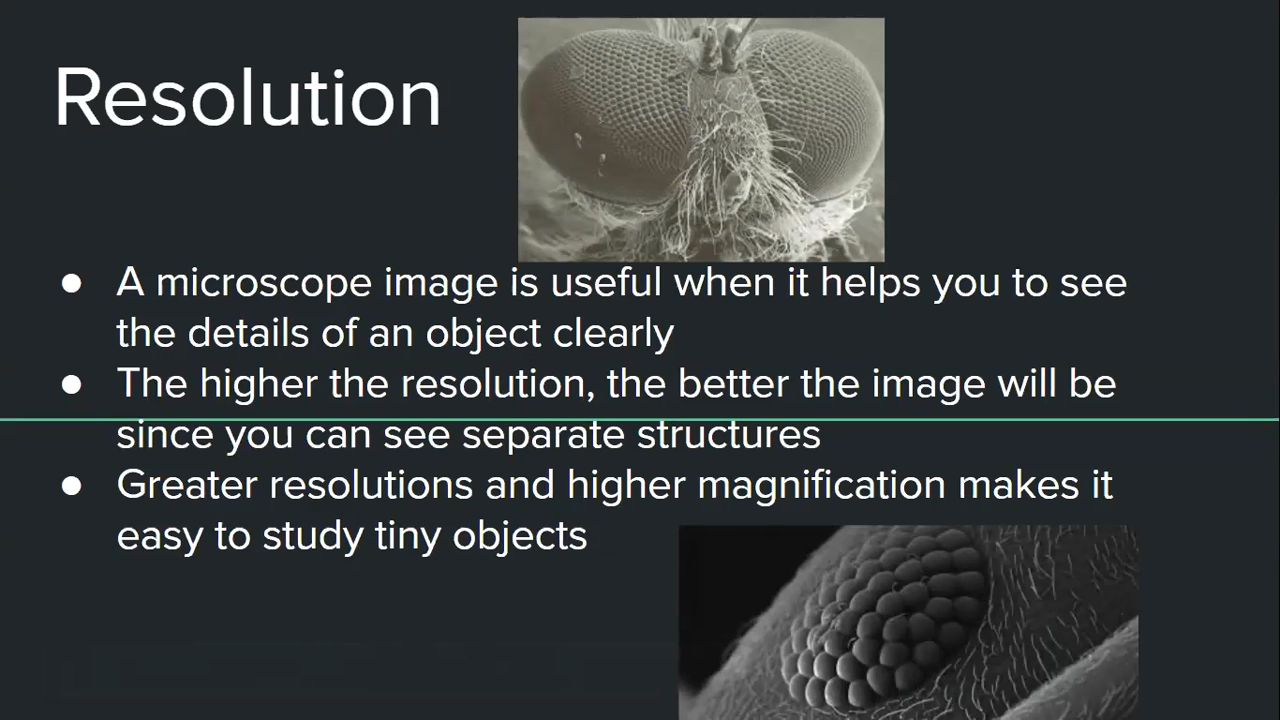 Resolution
● A microscope image is useful when it helps you to see
the details of an object clearly
● The higher the resolution, the better the image will be
since you can see separate structures
● Greater resolutions and higher magnification makes it
easy to study tiny objects